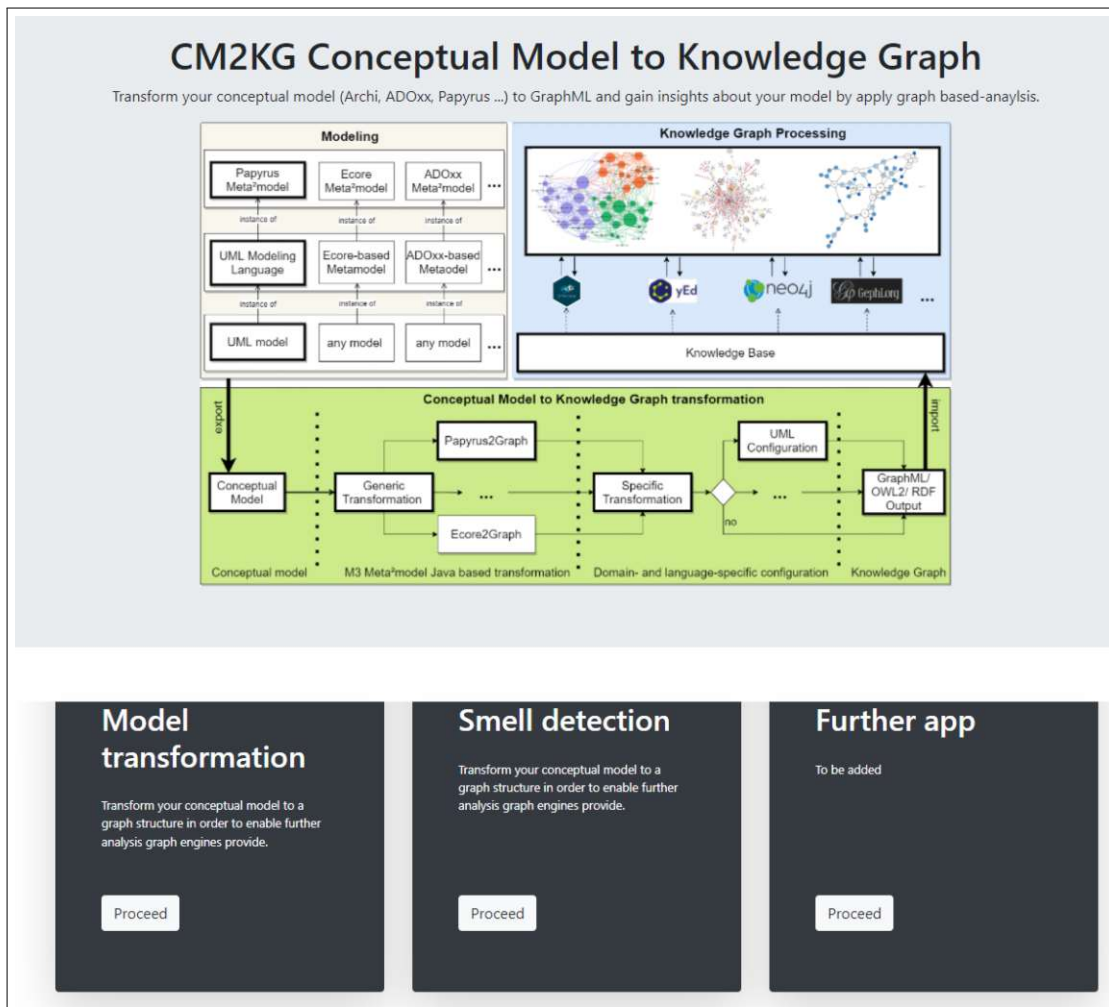 CM2KG Conceptual Model to Knowledge Graph
Transform your conceptual model (Archi, ADOxx, Papyrus ...) to GraphML and gain insights about your model by apply graph based-anaylsis.
Modeling
Papyrus
Meta²model
Ecore
Meta²model
ADOxx
Meta²model
...
instance of
instance of
instance of
UML Modeling
Language
Ecore-based
Metamodel
ADOxx-based
Metaodel
...
instance of
instance of
instance of
UML model
any model
any model
...
Knowledge Graph Processing
yEd
neo4j
Gephi.org
...
Knowledge Base
export
import
Conceptual Model to Knowledge Graph transformation
Conceptual
Model
Generic
Transformation
Papyrus2Graph
...
Ecore2Graph
Specific
Transformation
UML
Configuration
...
no
GraphML/
OWL2/ RDF
Output
Conceptual model
M3 Meta²model Java based transformation
Domain- and language-specific configuration
Knowledge Graph
Model
transformation
Transform your conceptual model to a
graph structure in order to enable further
analysis graph engines provide.
Proceed
Smell detection
Transform your conceptual model to a
graph structure in order to enable further
analysis graph engines provide.
Proceed
Further app
To be added
Proceed